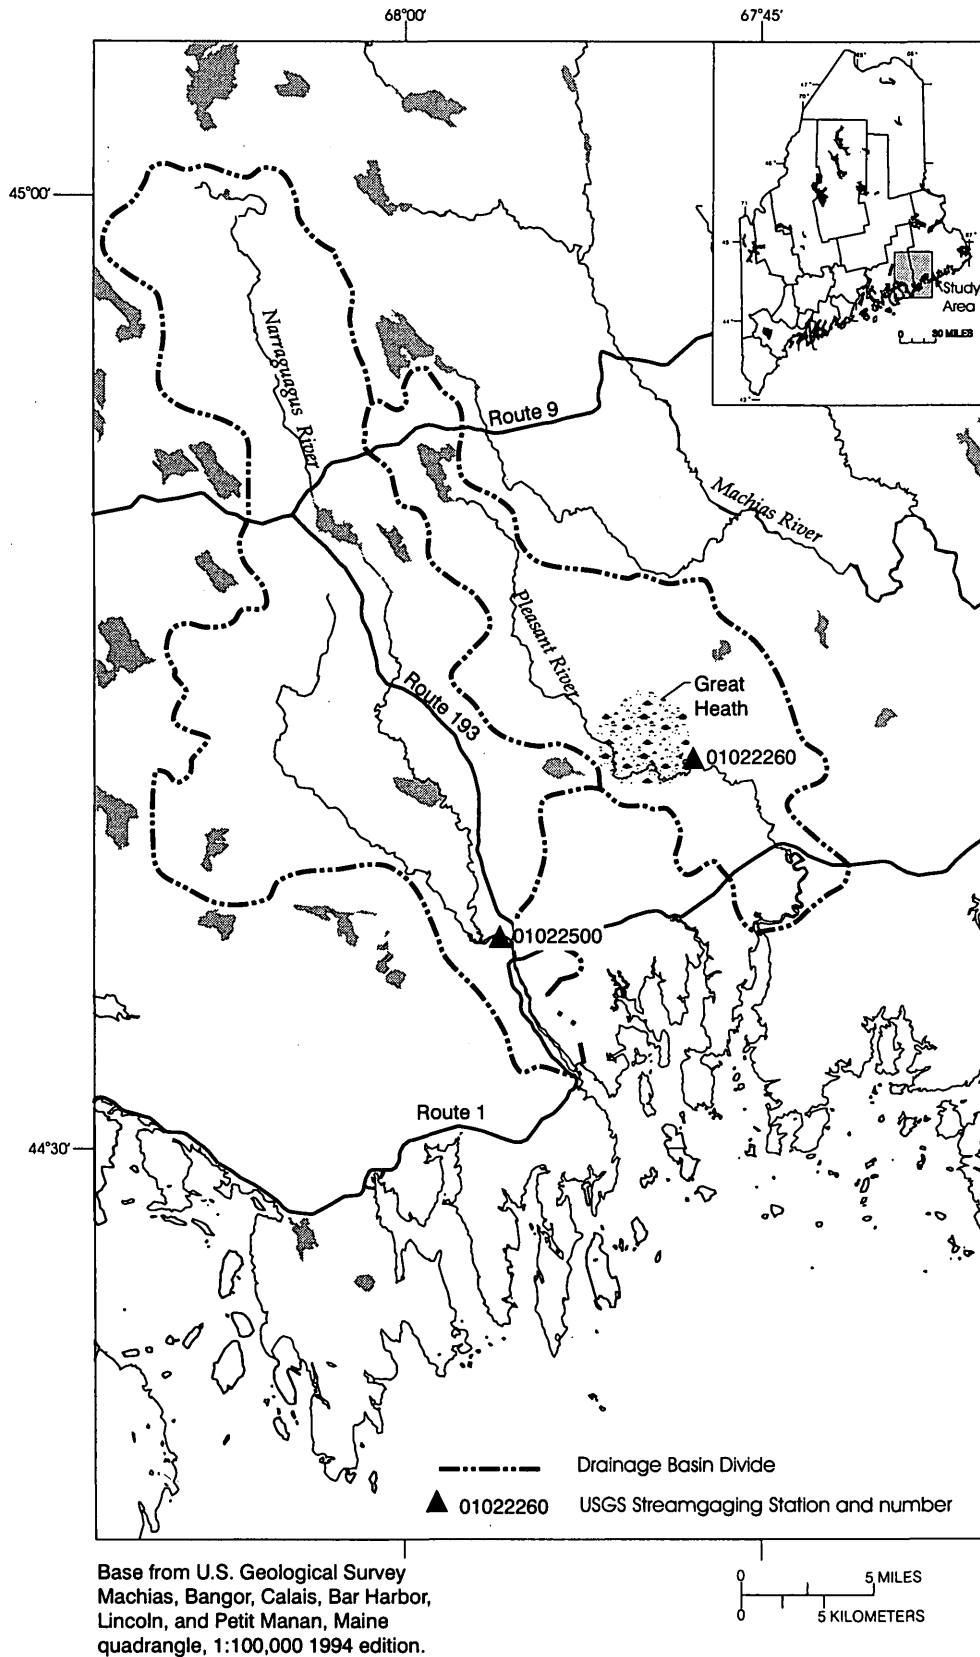 68°00'
67°45'
45°00'
Study
Area
0 30 MILES
Narraguagus River
Route 9
Machias River
Pleasant River
Great
Heath
Route 193
01022260
01022500
Route 1
44°30'
Drainage Basin Divide
01022260 USGS Streamgaging Station and number
Base from U.S. Geological Survey
Machias, Bangor, Calais, Bar Harbor,
Lincoln, and Petit Manan, Maine
quadrangle, 1:100,000 1994 edition.
0 5 MILES
0 5 KILOMETERS